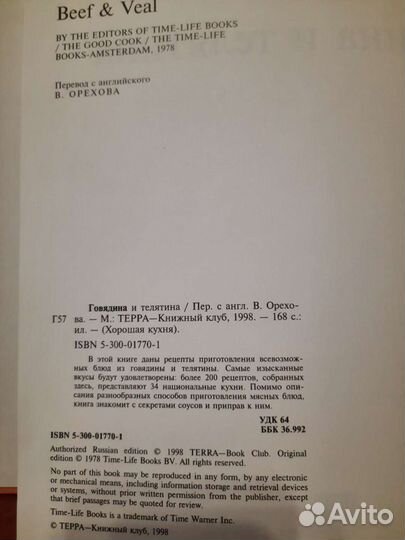 Beef & Veal
BY THE EDITORS OF TIME-LIFE BOOKS
/ THE GOOD COOK / THE TIME-LIFE
BOOKS-AMSTERDAM, 1978
Перевод с английского
В. ОРЕХОВА
Говядина и телятина / Пер. с англ. В. Орехо-
Г57 ва. — М.: ТЕРРА—Книжный клуб, 1998. — 168 с.:
ил. — (Хорошая кухня).
ISBN 5-300-01770-1
В этой книге даны рецепты приготовления всевозмож-
ных блюд из говядины и телятины. Самые изысканные
вкусы будут удовлетворены: более 200 рецептов, собранных
здесь, представляют 34 национальные кухни. Помимо опи-
сания разнообразных способов приготовления мясных блюд,
книга знакомит с секретами соусов и приправ к ним.
УДК 64
ББК 36.992
ISBN 5-300-01770-1
Authorized Russian edition © 1998 TERRA—Book Club. Original
edition © 1978 Time-Life Books BV. All rights reserved.
No part of this book may be reproduced in any form, by any electronic
or mechanical means, including information storage and retrieval devices
or systems, without prior written permission from the publisher, except
that brief passages may be quoted for review.
Time-Life Books is a trademark of Time Warner Inc.
© ТЕРРА—Книжный клуб, 1998
Avito